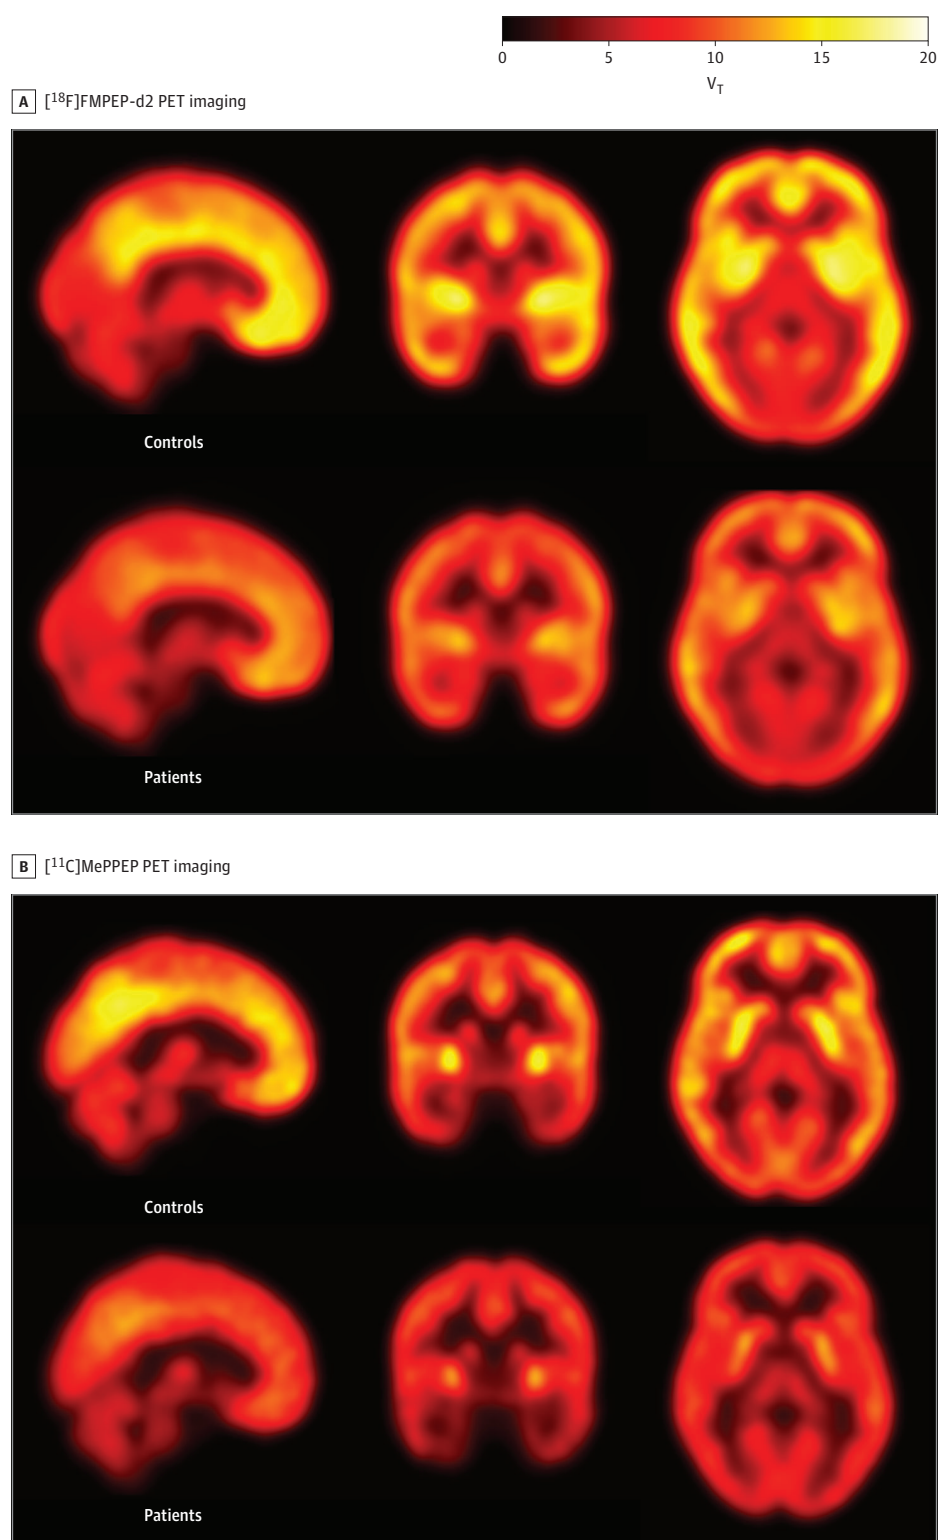 0 5 10 15 20
V_T
A [¹⁸F]FMPEP-d2 PET imaging
Controls
Patients
B [¹¹C]MePPEP PET imaging
Controls
Patients